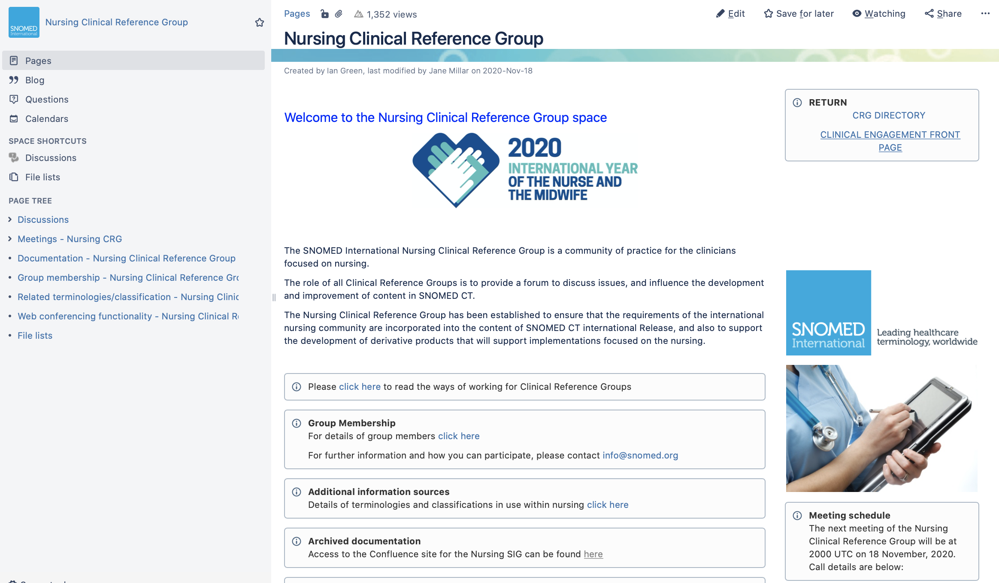 SNOMED
International
Nursing Clinical Reference Group
Pages
Blog
Questions
Calendars
SPACE SHORTCUTS
Discussions
File lists
PAGE TREE
Discussions
Meetings - Nursing CRG
Documentation - Nursing Clinical Reference Group
Group membership - Nursing Clinical Reference
Related terminologies/classification - Nursing
Web conferencing functionality - Nursing Clinical
File lists
Pages
1,352 views
Edit
Save for later
Watching
Share
Nursing Clinical Reference Group
Created by Ian Green, last modified by Jane Millar on 2020-Nov-18
Welcome to the Nursing Clinical Reference Group space
2020
INTERNATIONAL YEAR
OF THE NURSE AND
THE MIDWIFE
The SNOMED International Nursing Clinical Reference Group is a community of practice for the clinicians
focused on nursing.
The role of all Clinical Reference Groups is to provide a forum to discuss issues, and influence the development
and improvement of content in SNOMED CT.
The Nursing Clinical Reference Group has been established to ensure that the requirements of the international
nursing community are incorporated into the content of SNOMED CT international Release, and also to support
the development of derivative products that will support implementations focused on the nursing.
Please click here to read the ways of working for Clinical Reference Groups
Group Membership
For details of group members click here
For further information and how you can participate, please contact info@snomed.org
Additional information sources
Details of terminologies and classifications in use within nursing click here
Archived documentation
Access to the Confluence site for the Nursing SIG can be found here
RETURN
CRG DIRECTORY
CLINICAL ENGAGEMENT FRONT
PAGE
SNOMED
International
Leading healthcare
terminology, worldwide
Meeting schedule
The next meeting of the Nursing
Clinical Reference Group will be at
2000 UTC on 18 November, 2020.
Call details are below: